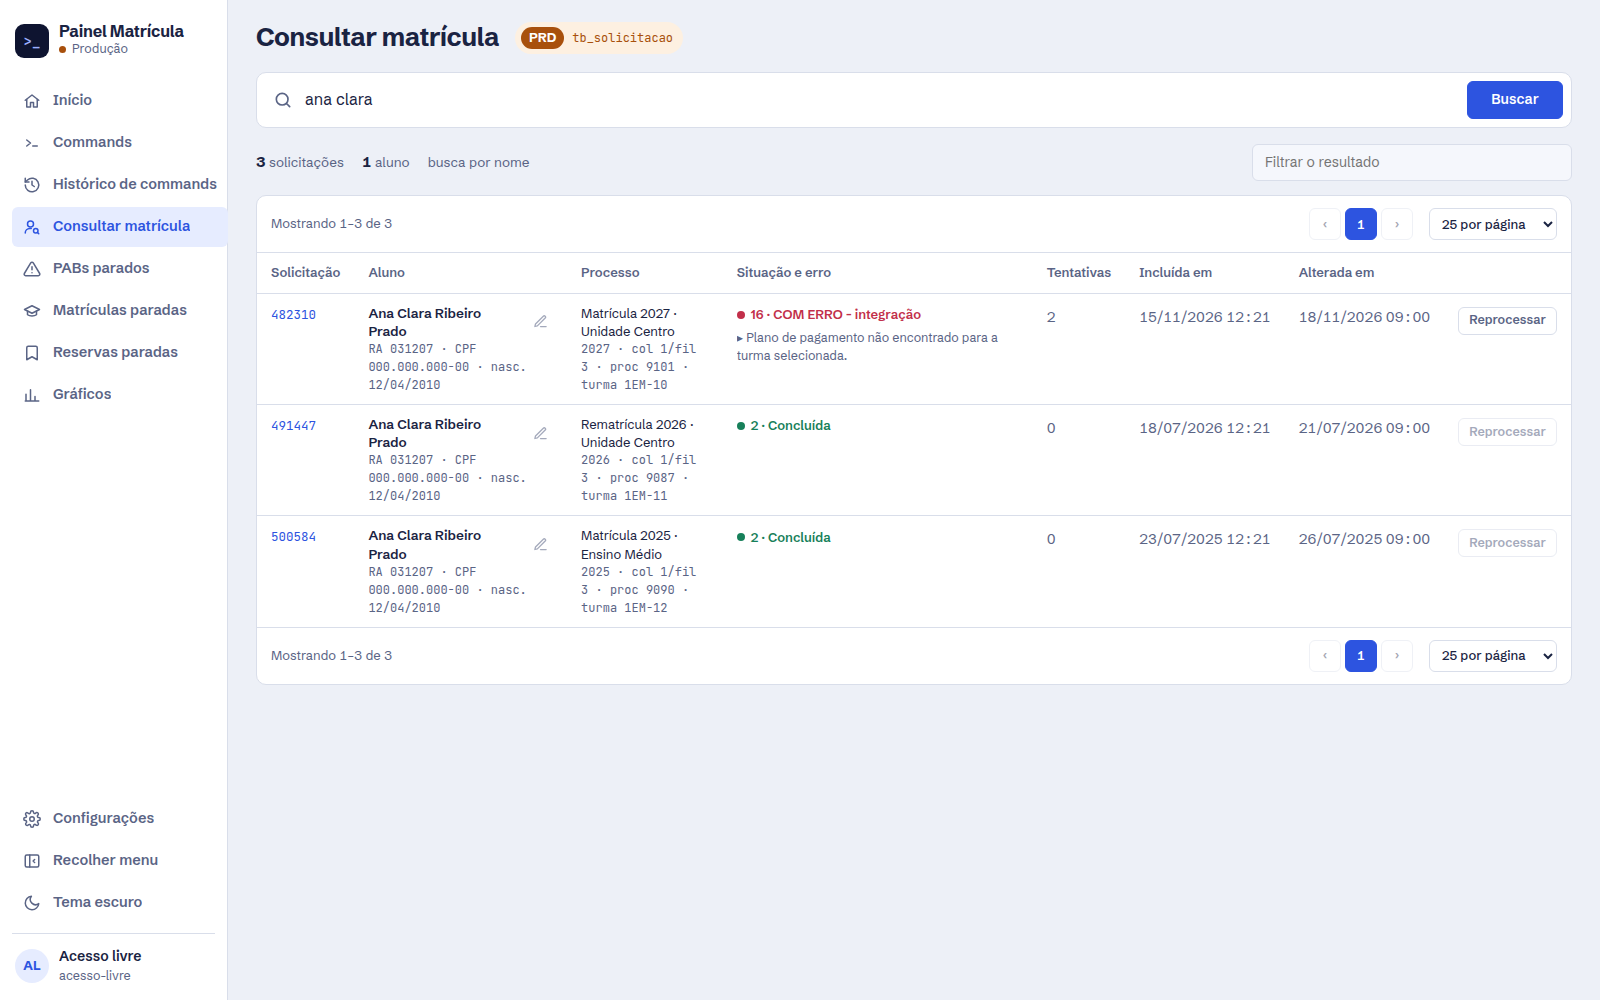 >_
Painel Matrícula
Produção
Início
Commands
Histórico de commands
Consultar matrícula
PABs parados
Matrículas paradas
Reservas paradas
Gráficos
Configurações
Recolher menu
Tema escuro
AL
Acesso livre
acesso-livre
Consultar matrícula PRD tb_solicitacao
ana clara
Buscar
3 solicitações 1 aluno busca por nome
Filtrar o resultado
Mostrando 1–3 de 3 ‹ 1 › 25 por página
Solicitação Aluno Processo Situação e erro Tentativas Incluída em Alterada em
482310
Ana Clara Ribeiro
Prado
RA 031207 · CPF
000.000.000-00 · nasc.
12/04/2010
Matrícula 2027 ·
Unidade Centro
2027 · col 1/fil
3 · proc 9101 ·
turma 1EM-10
16 · COM ERRO - integração
▸ Plano de pagamento não encontrado para a
turma selecionada.
2
15/11/2026 12:21
18/11/2026 09:00
Reprocessar
491447
Ana Clara Ribeiro
Prado
RA 031207 · CPF
000.000.000-00 · nasc.
12/04/2010
Rematrícula 2026 ·
Unidade Centro
2026 · col 1/fil
3 · proc 9087 ·
turma 1EM-11
2 · Concluída
0
18/07/2026 12:21
21/07/2026 09:00
Reprocessar
500584
Ana Clara Ribeiro
Prado
RA 031207 · CPF
000.000.000-00 · nasc.
12/04/2010
Matrícula 2025 ·
Ensino Médio
2025 · col 1/fil
3 · proc 9090 ·
turma 1EM-12
2 · Concluída
0
23/07/2025 12:21
26/07/2025 09:00
Reprocessar
Mostrando 1–3 de 3 ‹ 1 › 25 por página